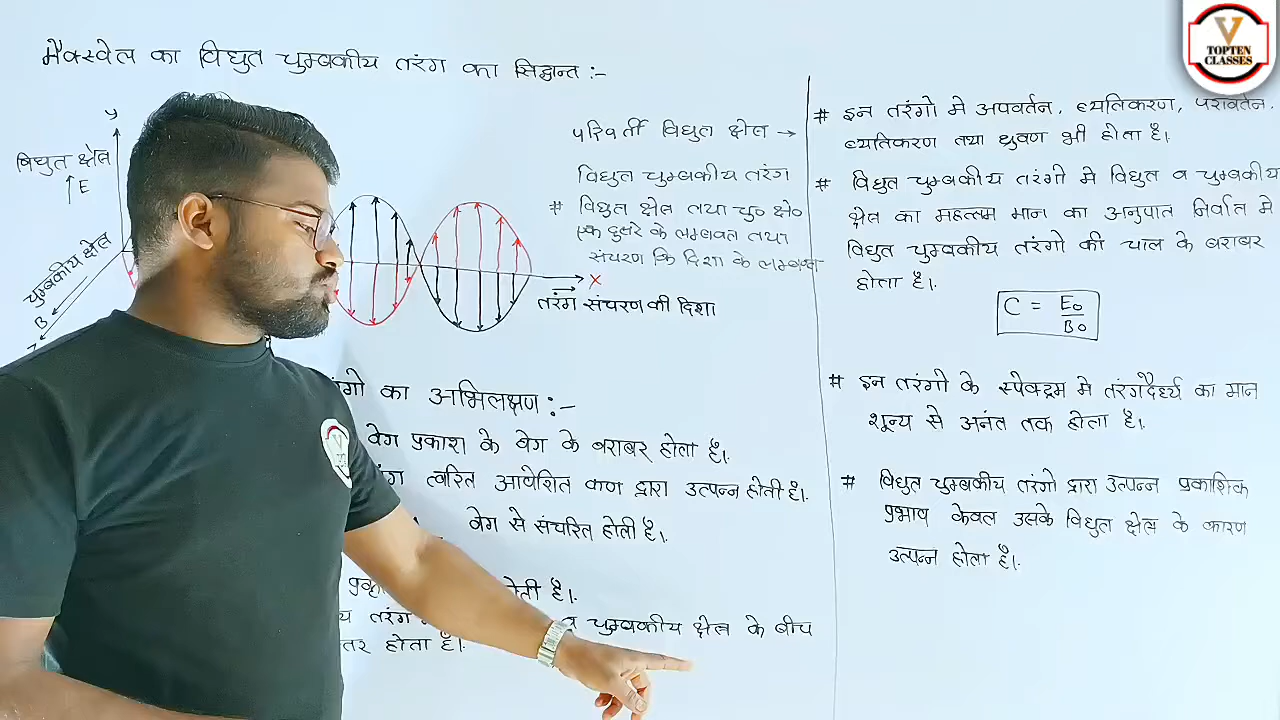 मैक्स्वेल का विधुत चुम्बकीय तरंग का सिद्धान्त :-
y
विधुत क्षेत्र
↑E
चुम्बकीय क्षेत्र
B
परिवर्ती विधुत क्षेत्र →
विधुत चुम्बकीय तरंग
# विधुत क्षेत्र तथा चु० क्षे०
एक दुसरे के लम्बवत तथा
संचरण कि दिशा के लम्बवत
X
तरंग संचरण की दिशा
तरंगो का अभिलक्षण :-
वेग प्रकाश के वेग के बराबर होता है।
त्वरित आवेशित कण द्वारा उत्पन्न होती है।
वेग से संचरित होती है।
होती है।
तरंग
व चुम्बकीय क्षेत्र के बीच
होता है।
# इन तरंगो मे अपवर्तन, व्यतिकरण, परावर्तन,
व्यतिकरण तथा ध्रुवण भी होता है।
# विधुत चुम्बकीय तरंगो मे विधुत व चुम्बकीय
क्षेत्र का महत्तम मान का अनुपात निर्वात मे
विधुत चुम्बकीय तरंगो की चाल के बराबर
होता है।
C = E₀/B₀
# इन तरंगो के स्पेक्ट्रम मे तरंगदैर्ध्य का मान
शून्य से अनंत तक होता है।
# विधुत चुम्बकीय तरंगो द्वारा उत्पन्न प्रकाशिक
प्रभाव केवल उसके विधुत क्षेत्र के कारण
उत्पन्न होता है।
V
TOPTEN
CLASSES